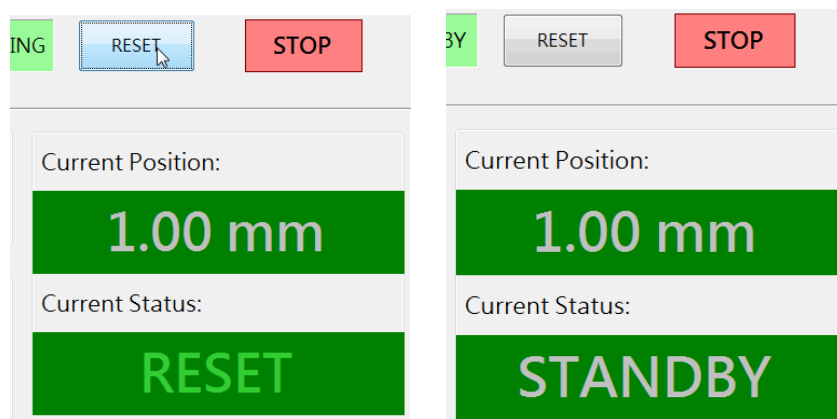 ING RESET STOP
Current Position:
1.00 mm
Current Status:
RESET
BY RESET STOP
Current Position:
1.00 mm
Current Status:
STANDBY